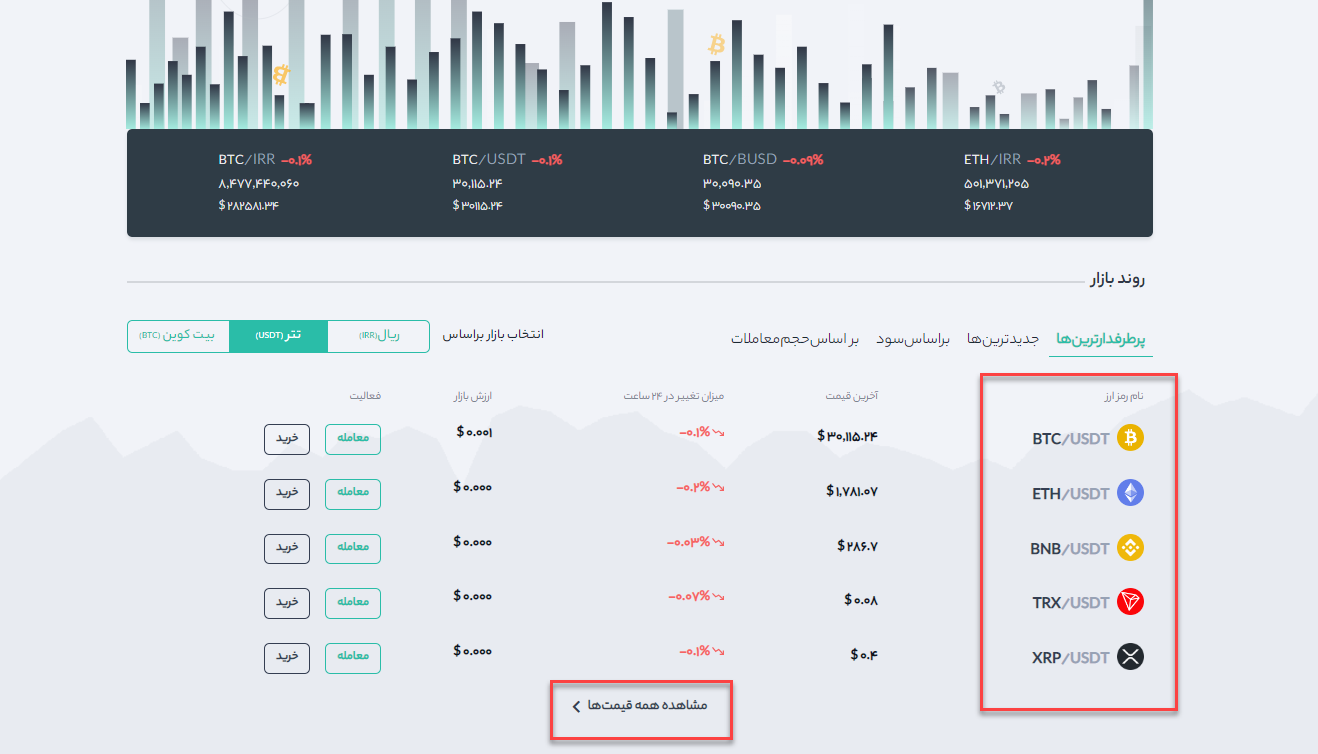 BTC/IRR -۰.۱%
۸,۴۷۷,۴۴۰,۰۶۰
$ ۲۸۲۵۸۱.۳۴
BTC/USDT -۰.۱%
۳۰,۱۱۵.۲۴
$ ۳۰۱۱۵.۲۴
BTC/BUSD -۰.۰۹%
۳۰,۰۹۰.۳۵
$ ۳۰۰۹۰.۳۵
ETH/IRR -۰.۲%
۵۰۱,۳۷۱,۲۰۵
$ ۱۶۷۱۲.۳۷
روند بازار
پرطرفدارترین‌ها جدیدترین‌ها براساس‌سود بر اساس‌حجم‌معاملات
انتخاب بازار براساس ریال(IRR) تتر (USDT) بیت کوین (BTC)
نام رمز ارز آخرین قیمت میزان تغییر در ۲۴ ساعت ارزش بازار فعالیت
BTC/USDT $ ۳۰,۱۱۵.۲۴ -۰.۱% $ ۰.۰۰۱ معامله خرید
ETH/USDT $ ۱,۷۸۱.۰۷ -۰.۲% $ ۰.۰۰۰ معامله خرید
BNB/USDT $ ۲۸۶.۷ -۰.۰۳% $ ۰.۰۰۰ معامله خرید
TRX/USDT $ ۰.۰۸ -۰.۰۷% $ ۰.۰۰۰ معامله خرید
XRP/USDT $ ۰.۴ -۰.۱% $ ۰.۰۰۰ معامله خرید
مشاهده همه قیمت‌ها